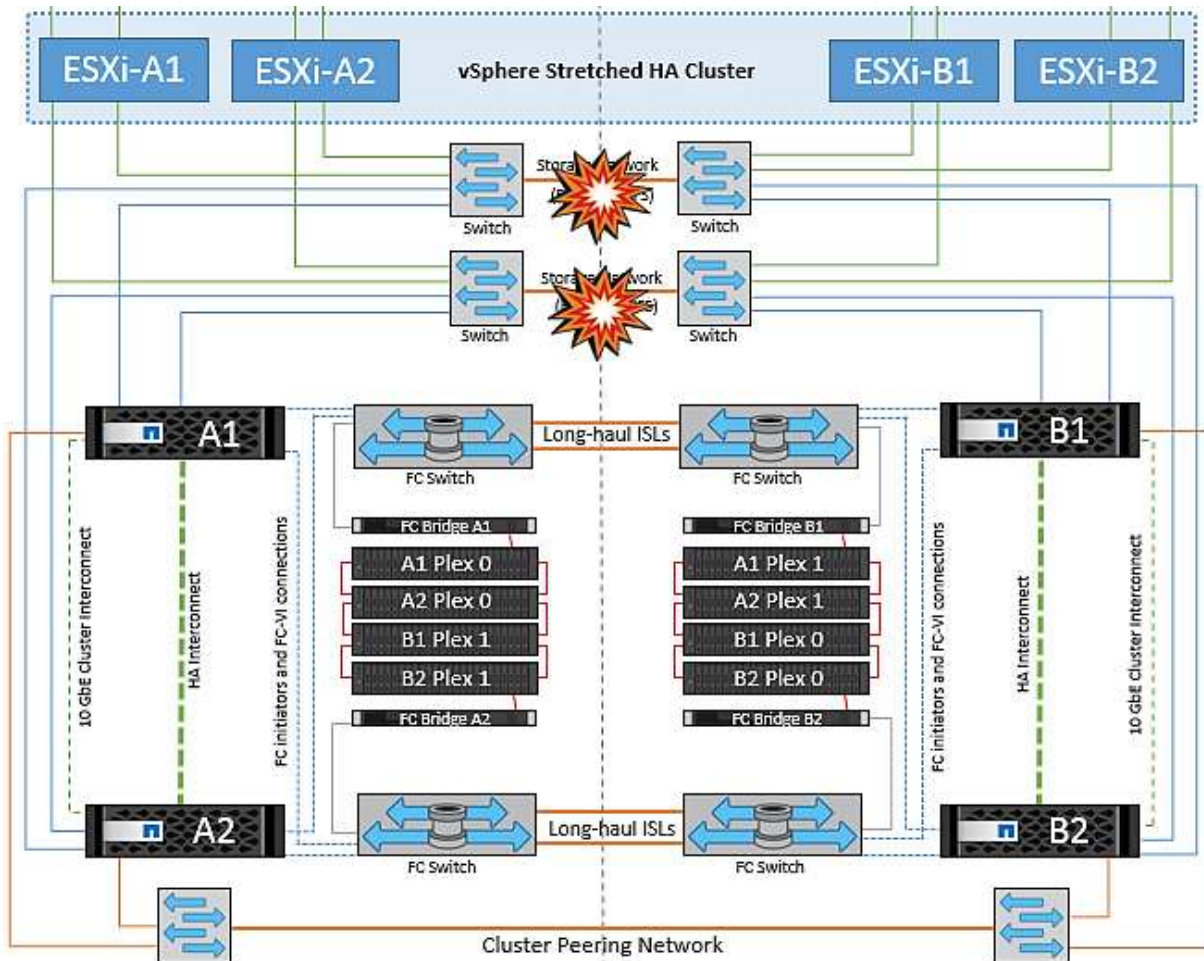 ESXi-A1
ESXi-A2
vSphere Stretched HA Cluster
ESXi-B1
ESXi-B2
Switch
Switch
Switch
Switch
A1
Long-haul ISLs
B1
FC Switch
FC Switch
FC Bridge A1
FC Bridge B1
A1 Plex 0
A1 Plex 1
A2 Plex 0
A2 Plex 1
B1 Plex 1
B1 Plex 0
B2 Plex 1
B2 Plex 0
FC Bridge A2
FC Bridge B2
10 GbE Cluster interconnect
HA Interconnect
FC initiators and FC-VI connections
FC initiators and FC-VI connections
HA Interconnect
10 GbE Cluster interconnect
A2
Long-haul ISLs
B2
FC Switch
FC Switch
Cluster Peering Network